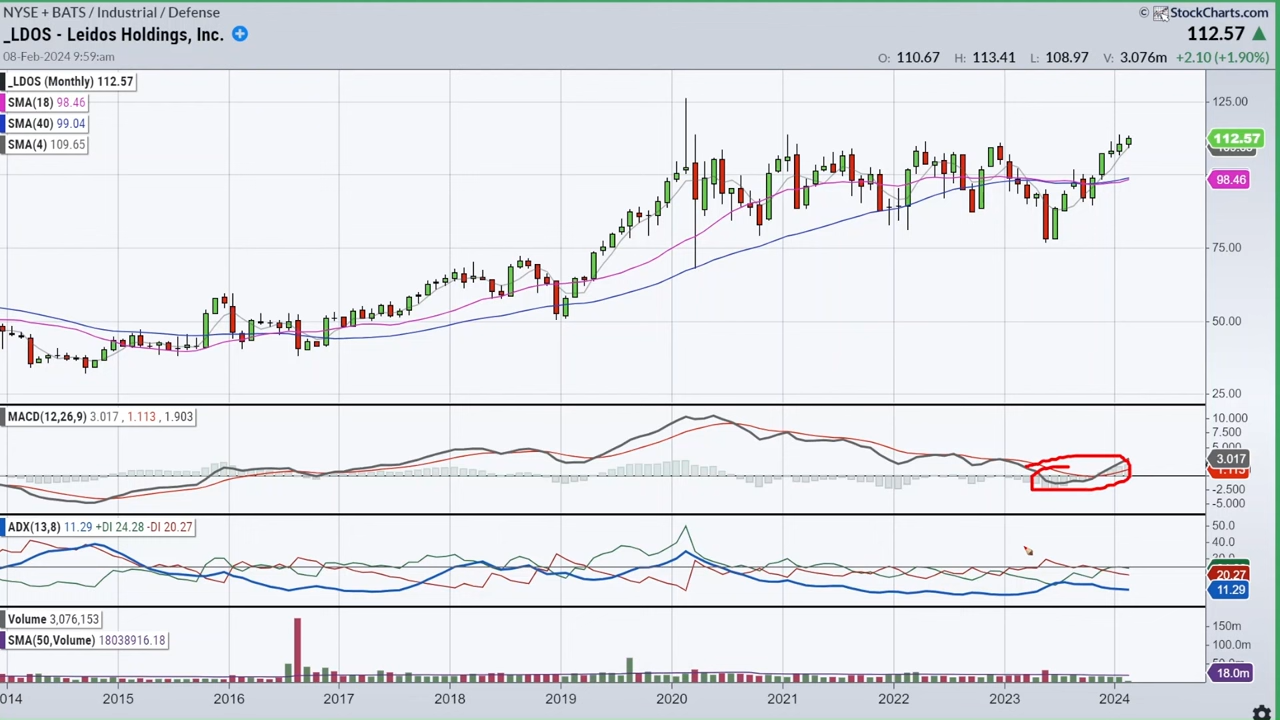 NYSE + BATS / Industrial / Defense
© StockCharts.com
_LDOS - Leidos Holdings, Inc.
112.57
08-Feb-2024 9:59am
O: 110.67 H: 113.41 L: 108.97 V: 3.076m +2.10 (+1.90%)
_LDOS (Monthly) 112.57
SMA(18) 98.46
SMA(40) 99.04
SMA(4) 109.65
125.00
112.57
98.46
75.00
50.00
25.00
MACD(12,26,9) 3.017 , 1.113 , 1.903
10.000
7.500
3.017
1.113
-2.500
-5.000
ADX(13,8) 11.29 +DI 24.28 -DI 20.27
50.0
40.0
20.27
11.29
Volume 3,076,153
SMA(50,Volume) 18038916.18
150m
100.0m
18.0m
2014 2015 2016 2017 2018 2019 2020 2021 2022 2023 2024